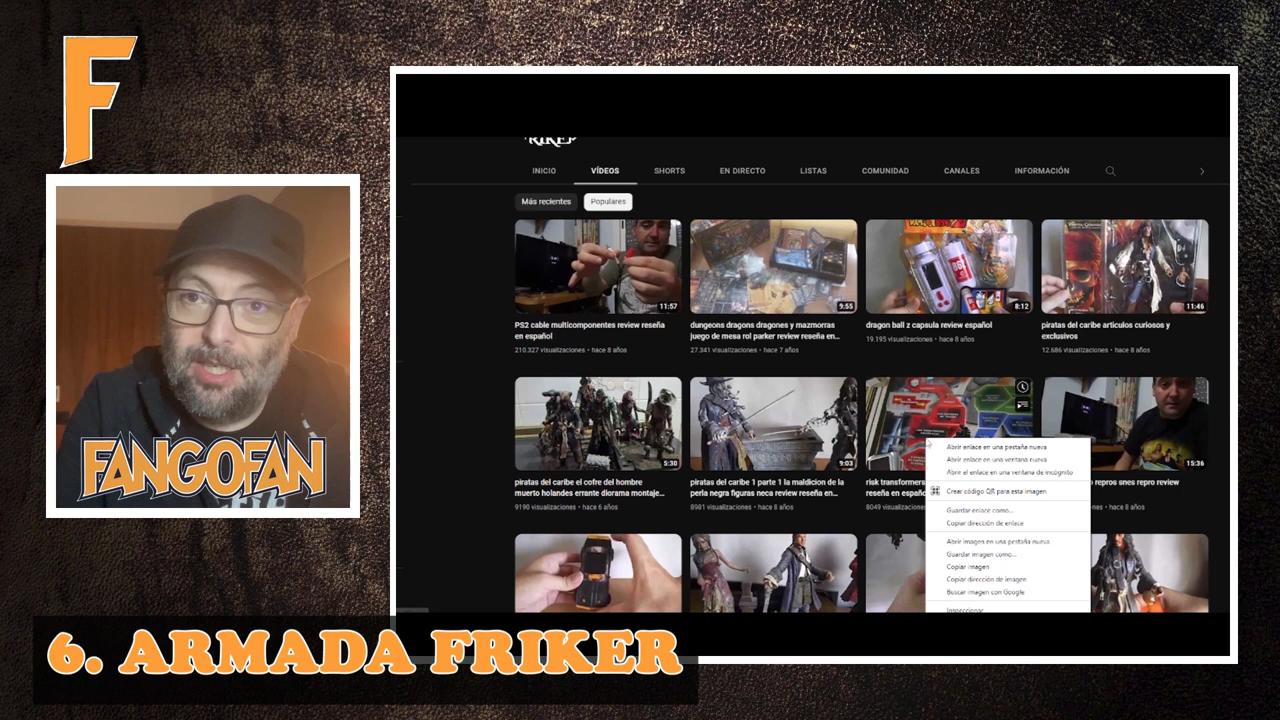 F
FANGOFAN
RIKER
INICIO
VÍDEOS
SHORTS
EN DIRECTO
LISTAS
COMUNIDAD
CANALES
INFORMACIÓN
Más recientes
Populares
11:57
9:55
8:12
11:46
PS2 cable multicomponentes review reseña
en español
210.327 visualizaciones • hace 8 años
dungeons dragons dragones y mazmorras
juego de mesa rol parker review reseña en...
27.341 visualizaciones • hace 7 años
dragon ball z capsula review español
19.195 visualizaciones • hace 8 años
piratas del caribe articulos curiosos y
exclusivos
12.686 visualizaciones • hace 8 años
5:30
9:03
15:36
piratas del caribe el cofre del hombre
muerto holandes errante diorama montaje...
9190 visualizaciones • hace 6 años
piratas del caribe 1 parte 1 la maldicion de la
perla negra figuras neca review reseña en...
8981 visualizaciones • hace 8 años
risk transformers
reseña en españo
8049 visualizaciones
repros snes repro review
hace 8 años
Abrir enlace en una pestaña nueva
Abrir enlace en una ventana nueva
Abrir el enlace en una ventana de incógnito
Crear código QR para esta imagen
Guardar enlace como...
Copiar dirección de enlace
Abrir imagen en una pestaña nueva
Guardar imagen como...
Copiar imagen
Copiar dirección de imagen
Buscar imagen con Google
Inspeccionar
6. ARMADA FRIKER